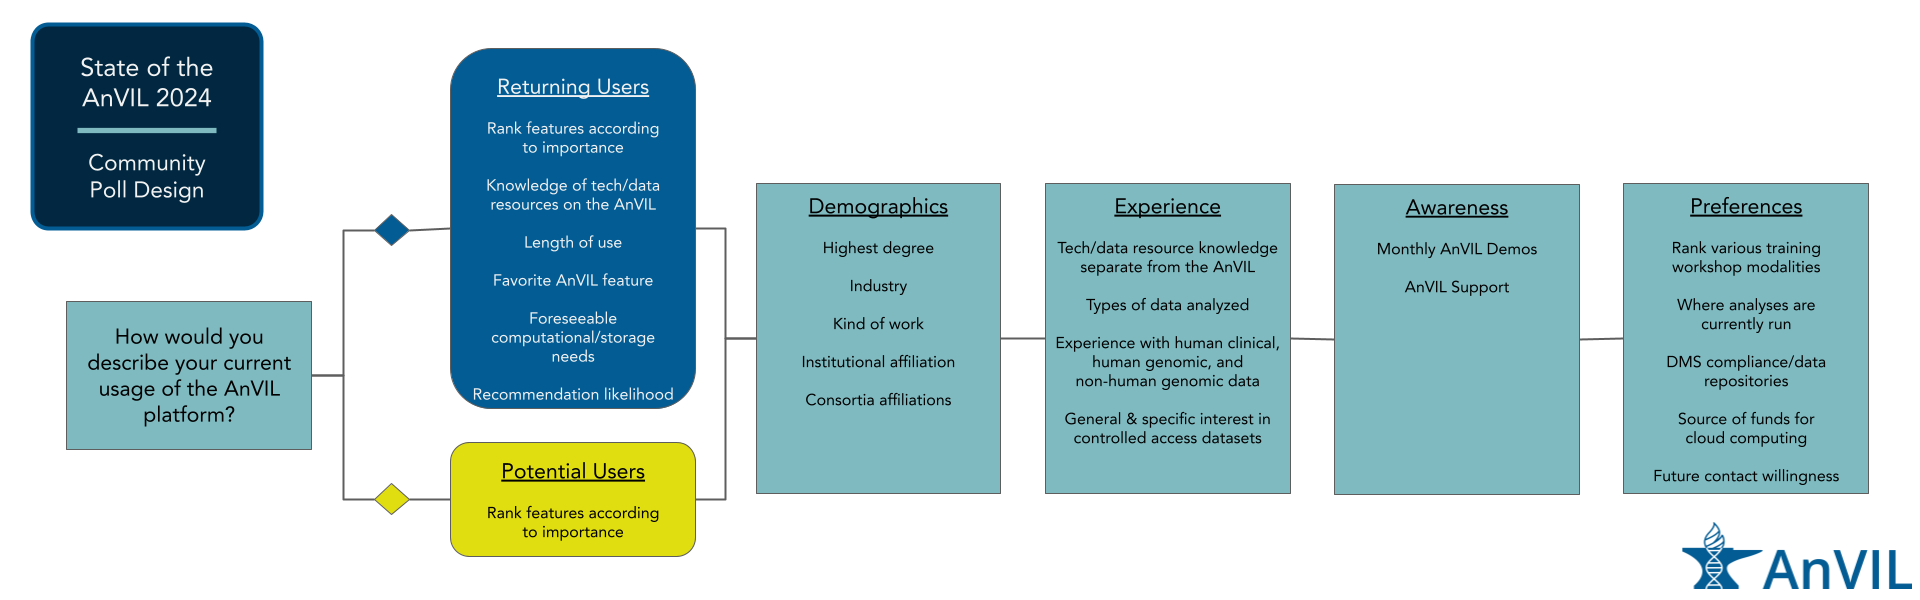 State of the
AnVIL 2024
Community
Poll Design
How would you
describe your current
usage of the AnVIL
platform?
Returning Users
Rank features according
to importance
Knowledge of tech/data
resources on the AnVIL
Length of use
Favorite AnVIL feature
Foreseeable
computational/storage
needs
Recommendation likelihood
Potential Users
Rank features according
to importance
Demographics
Highest degree
Industry
Kind of work
Institutional affiliation
Consortia affiliations
Experience
Tech/data resource knowledge
separate from the AnVIL
Types of data analyzed
Experience with human clinical,
human genomic, and
non-human genomic data
General & specific interest in
controlled access datasets
Awareness
Monthly AnVIL Demos
AnVIL Support
Preferences
Rank various training
workshop modalities
Where analyses are
currently run
DMS compliance/data
repositories
Source of funds for
cloud computing
Future contact willingness
AnVIL